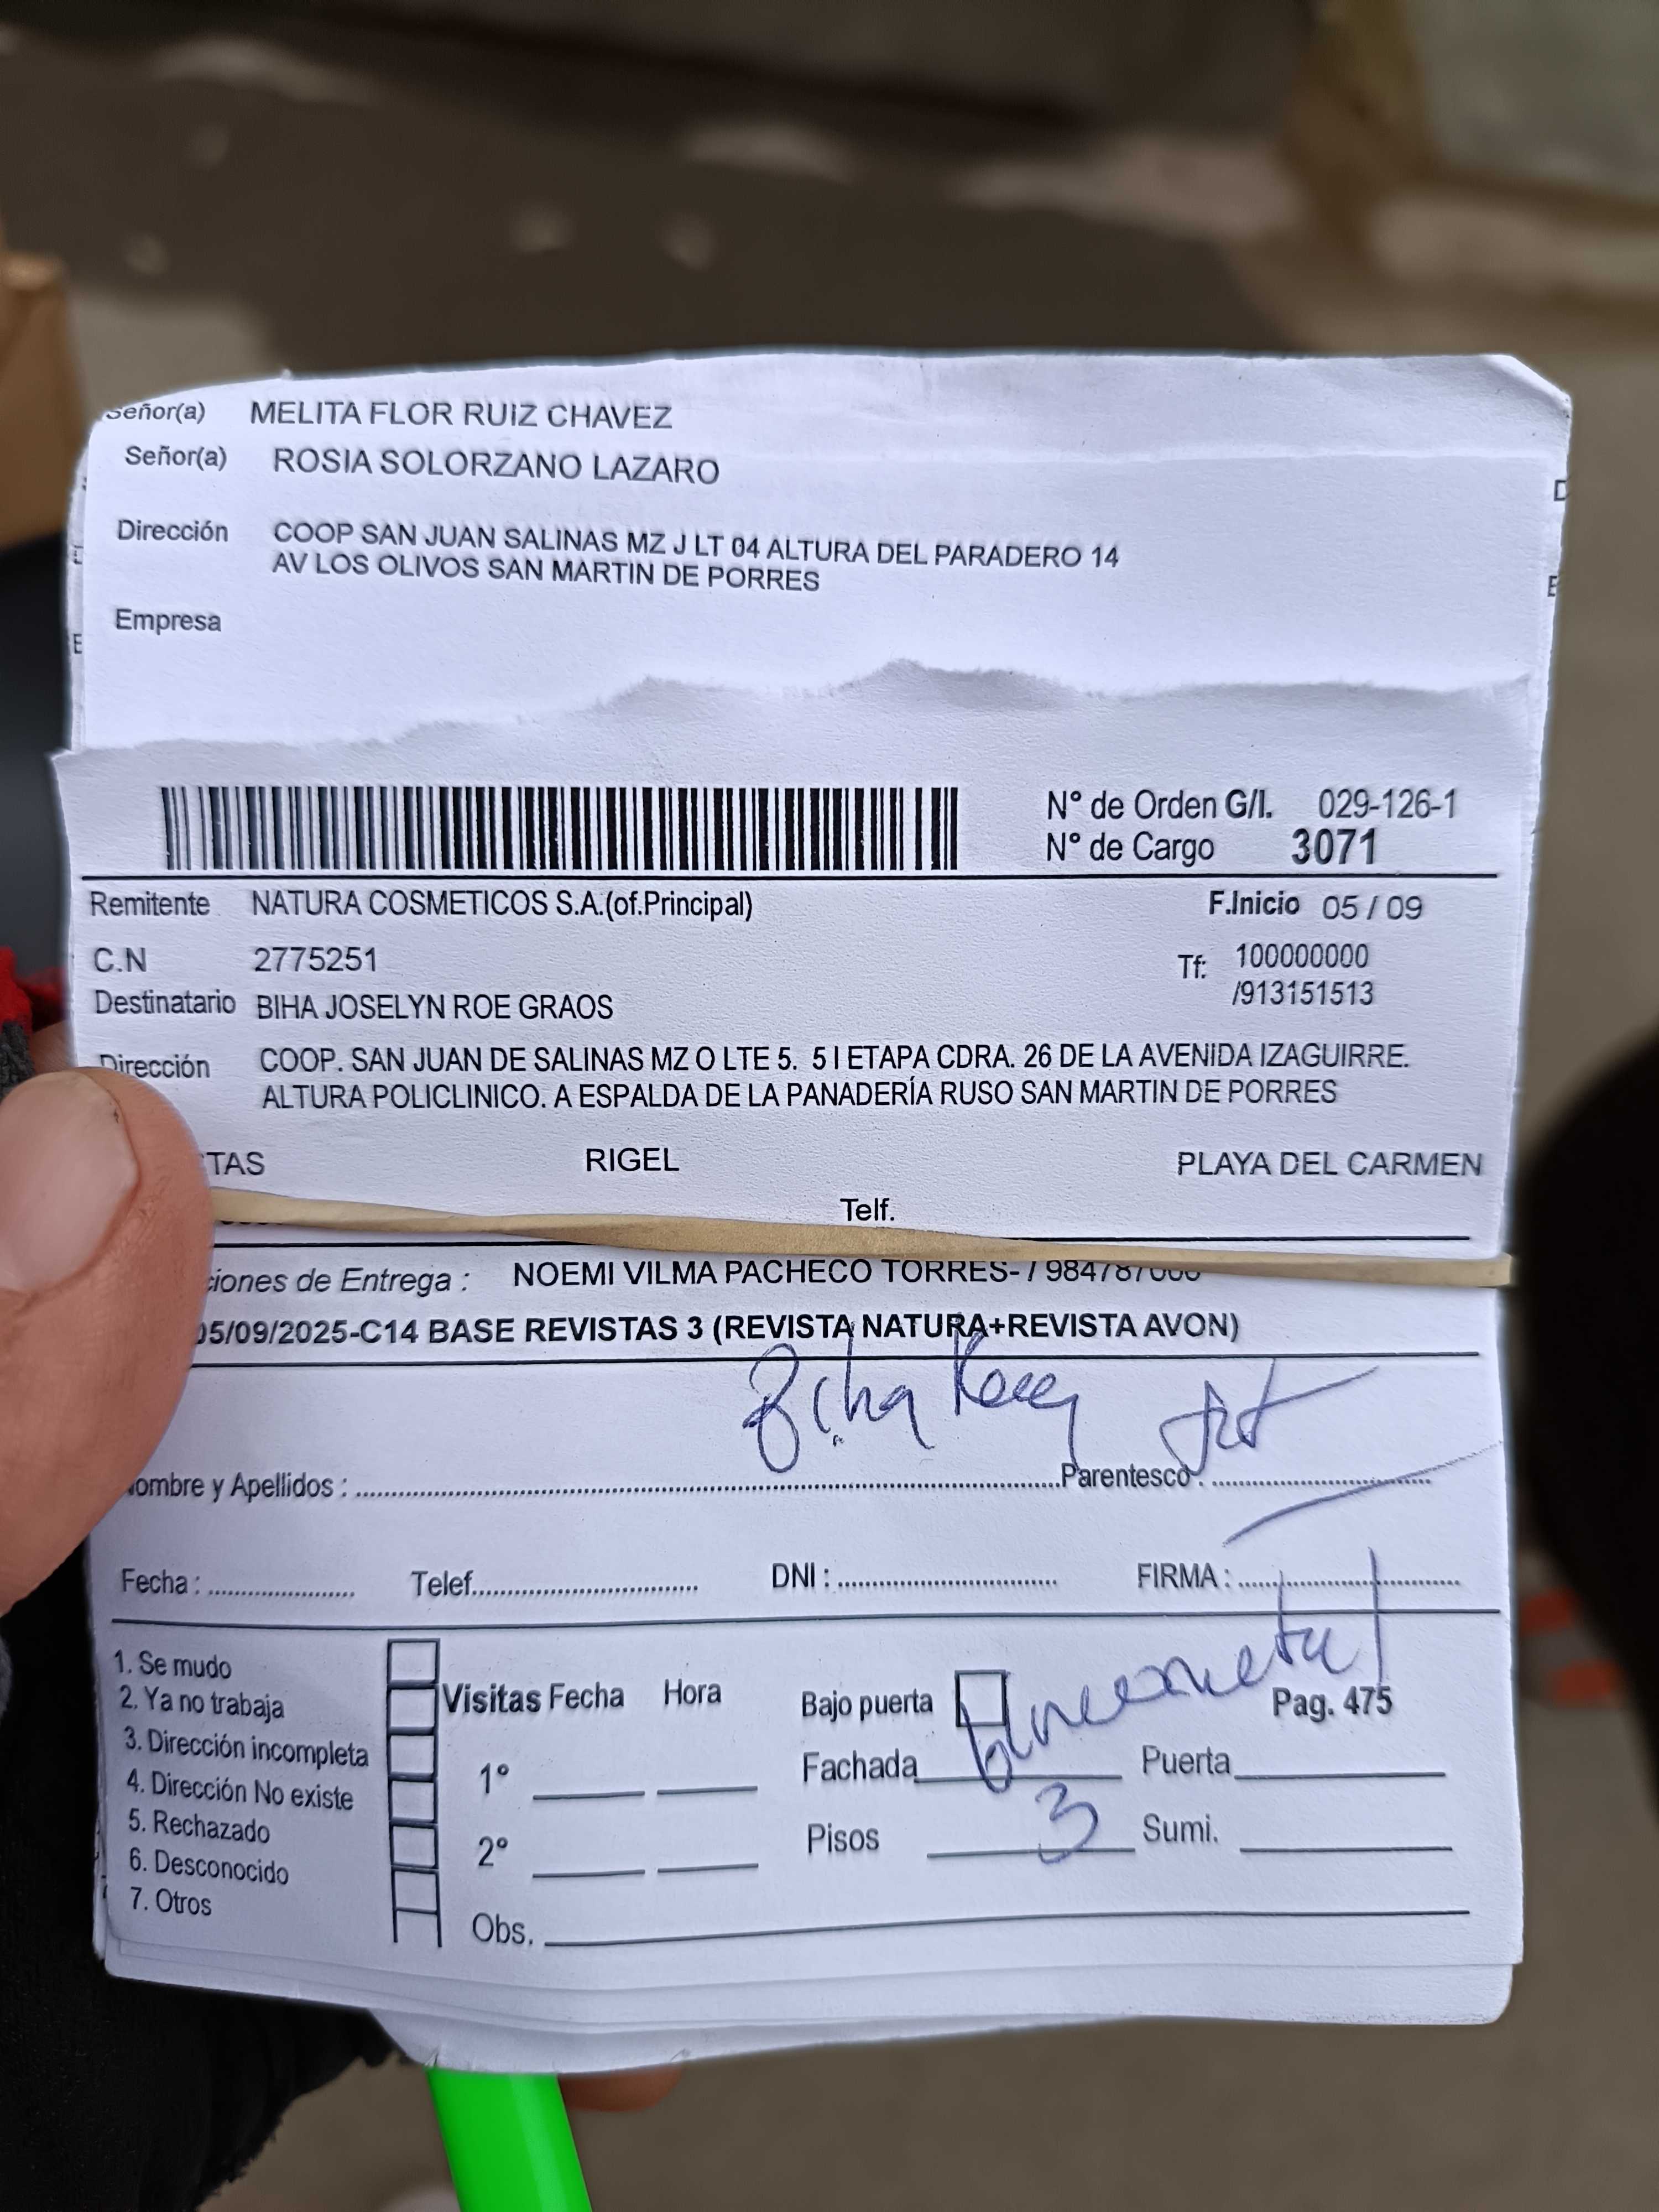 Señor(a) MELITA FLOR RUIZ CHAVEZ
Señor(a) ROSIA SOLORZANO LAZARO
Dirección COOP SAN JUAN SALINAS MZ J LT 04 ALTURA DEL PARADERO 14
AV LOS OLIVOS SAN MARTIN DE PORRES
Empresa
N° de Orden G/I. 029-126-1
N° de Cargo 3071
Remitente NATURA COSMETICOS S.A.(of.Principal) F.Inicio 05 / 09
C.N 2775251 Tf: 100000000
/913151513
Destinatario BIHA JOSELYN ROE GRAOS
Dirección COOP. SAN JUAN DE SALINAS MZ O LTE 5. 5 I ETAPA CDRA. 26 DE LA AVENIDA IZAGUIRRE.
ALTURA POLICLINICO. A ESPALDA DE LA PANADERÍA RUSO SAN MARTIN DE PORRES
TAS RIGEL PLAYA DEL CARMEN
Telf.
ciones de Entrega : NOEMI VILMA PACHECO TORRES- /
05/09/2025-C14 BASE REVISTAS 3 (REVISTA NATURA+REVISTA AVON)
Biha
ombre y Apellidos : Parentesco :
Fecha : Telef. DNI : FIRMA :
1. Se mudo
2. Ya no trabaja
3. Dirección incompleta
4. Dirección No existe
5. Rechazado
6. Desconocido
7. Otros
Visitas Fecha Hora
1°
2°
Obs.
Bajo puerta Pag. 475
Fachada Puerta
Pisos 3 Sumi.